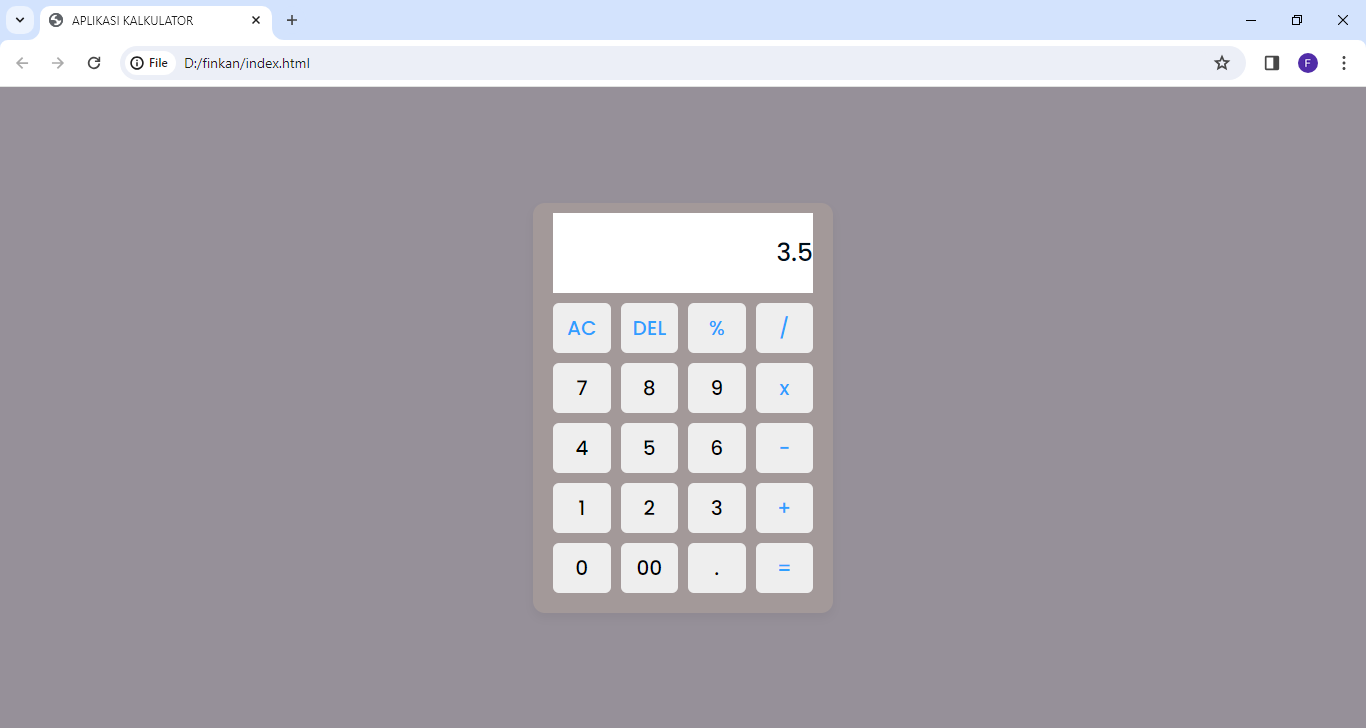 APLIKASI KALKULATOR
File D:/finkan/index.html F
3.5
AC DEL % /
7 8 9 x
4 5 6 -
1 2 3 +
0 00 . =